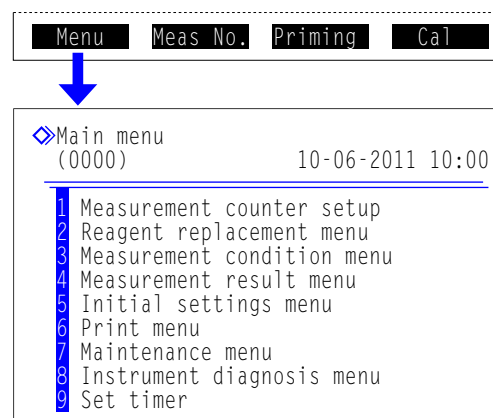 Menu Meas No. Priming Cal
Main menu
(0000) 10-06-2011 10:00
1 Measurement counter setup
2 Reagent replacement menu
3 Measurement condition menu
4 Measurement result menu
5 Initial settings menu
6 Print menu
7 Maintenance menu
8 Instrument diagnosis menu
9 Set timer